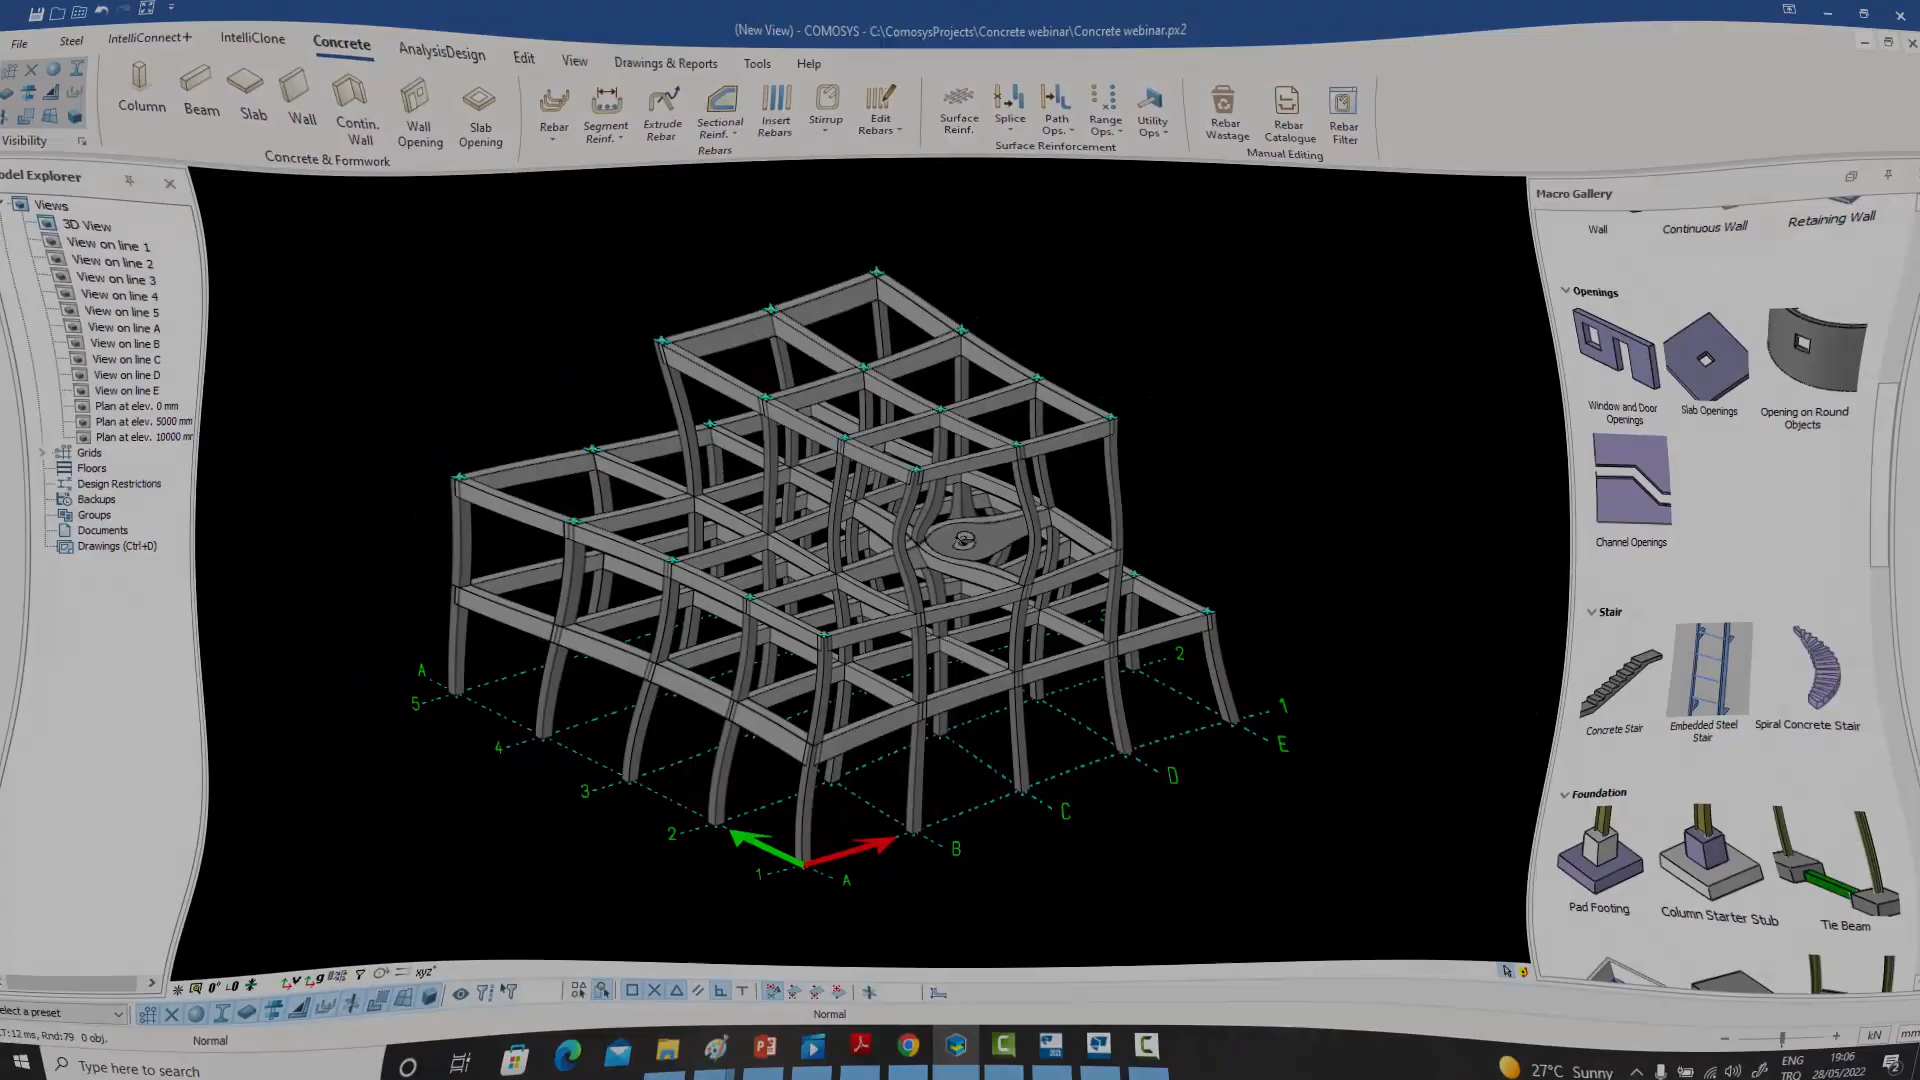 (New View) - COMOSYS - C:\ComosysProjects\Concrete webinar\Concrete webinar.px2
File
Steel
IntelliConnect+
IntelliClone
Concrete
AnalysisDesign
Edit
View
Drawings & Reports
Tools
Help
Visibility
Column
Beam
Slab
Wall
Contin. Wall
Wall Opening
Slab Opening
Concrete & Formwork
Rebar
Segment Reinf.
Extrude Rebar
Sectional Reinf.
Insert Rebars
Stirrup
Edit Rebars
Rebars
Surface Reinf.
Splice
Path Ops.
Range Ops.
Utility Ops
Surface Reinforcement
Rebar Wastage
Rebar Catalogue
Rebar Filter
Manual Editing
odel Explorer
Views
3D View
View on line 1
View on line 2
View on line 3
View on line 4
View on line 5
View on line A
View on line B
View on line C
View on line D
View on line E
Plan at elev. 0 mm
Plan at elev. 5000 mm
Plan at elev. 10000 mr
Grids
Floors
Design Restrictions
Backups
Groups
Documents
Drawings (Ctrl+D)
A
5
4
3
2
1
A
B
C
D
E
1
2
3
Macro Gallery
Wall
Continuous Wall
Retaining Wall
Openings
Window and Door Openings
Slab Openings
Opening on Round Objects
Channel Openings
Stair
Concrete Stair
Embedded Steel Stair
Spiral Concrete Stair
Foundation
Pad Footing
Column Starter Stub
Tie Beam
xyz
elect a preset
Normal
T:12 ms, Rnd:79 0 obj.
Normal
kN
mm
Type here to search
27°C Sunny
ENG
TRQ
19:06
28/05/2022